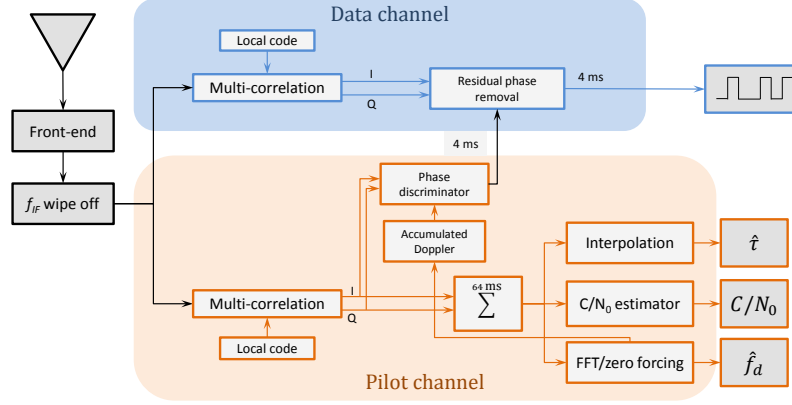 Data channel
Local code
Multi-correlation
I
Q
Residual phase
removal
4 ms
Front-end
4 ms
f_IF wipe off
Phase
discriminator
Accumulated
Doppler
Interpolation
τ̂
Multi-correlation
I
Q
64 ms
∑
C/N₀ estimator
C/N₀
Local code
FFT/zero forcing
f̂_d
Pilot channel